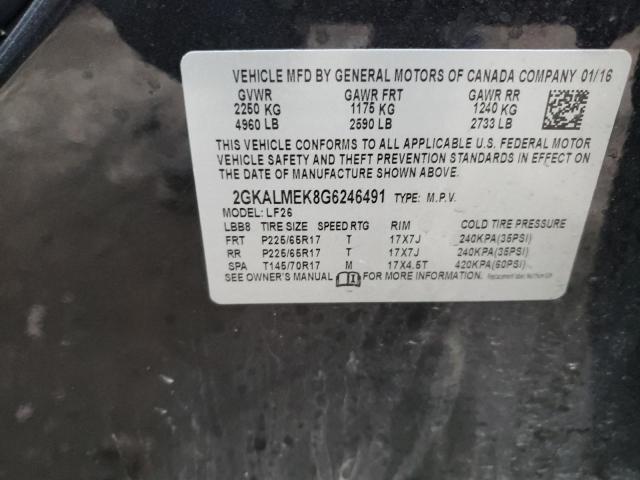 VEHICLE MFD BY GENERAL MOTORS OF CANADA COMPANY 01/16
GVWR GAWR FRT GAWR RR
2250 KG 1175 KG 1240 KG
4960 LB 2590 LB 2733 LB
THIS VEHICLE CONFORMS TO ALL APPLICABLE U.S. FEDERAL MOTOR
VEHICLE SAFETY AND THEFT PREVENTION STANDARDS IN EFFECT ON
THE DATE OF MANUFACTURE SHOWN ABOVE.
2GKALMEK8G6246491 TYPE: M.P.V.
MODEL: LF26
LBB8 TIRE SIZE SPEED RTG RIM COLD TIRE PRESSURE
FRT P225/65R17 T 17X7J 240KPA(35PSI)
RR P225/65R17 T 17X7J 240KPA(35PSI)
SPA T145/70R17 M 17X4.5T 420KPA(60PSI)
SEE OWNER'S MANUAL FOR MORE INFORMATION.